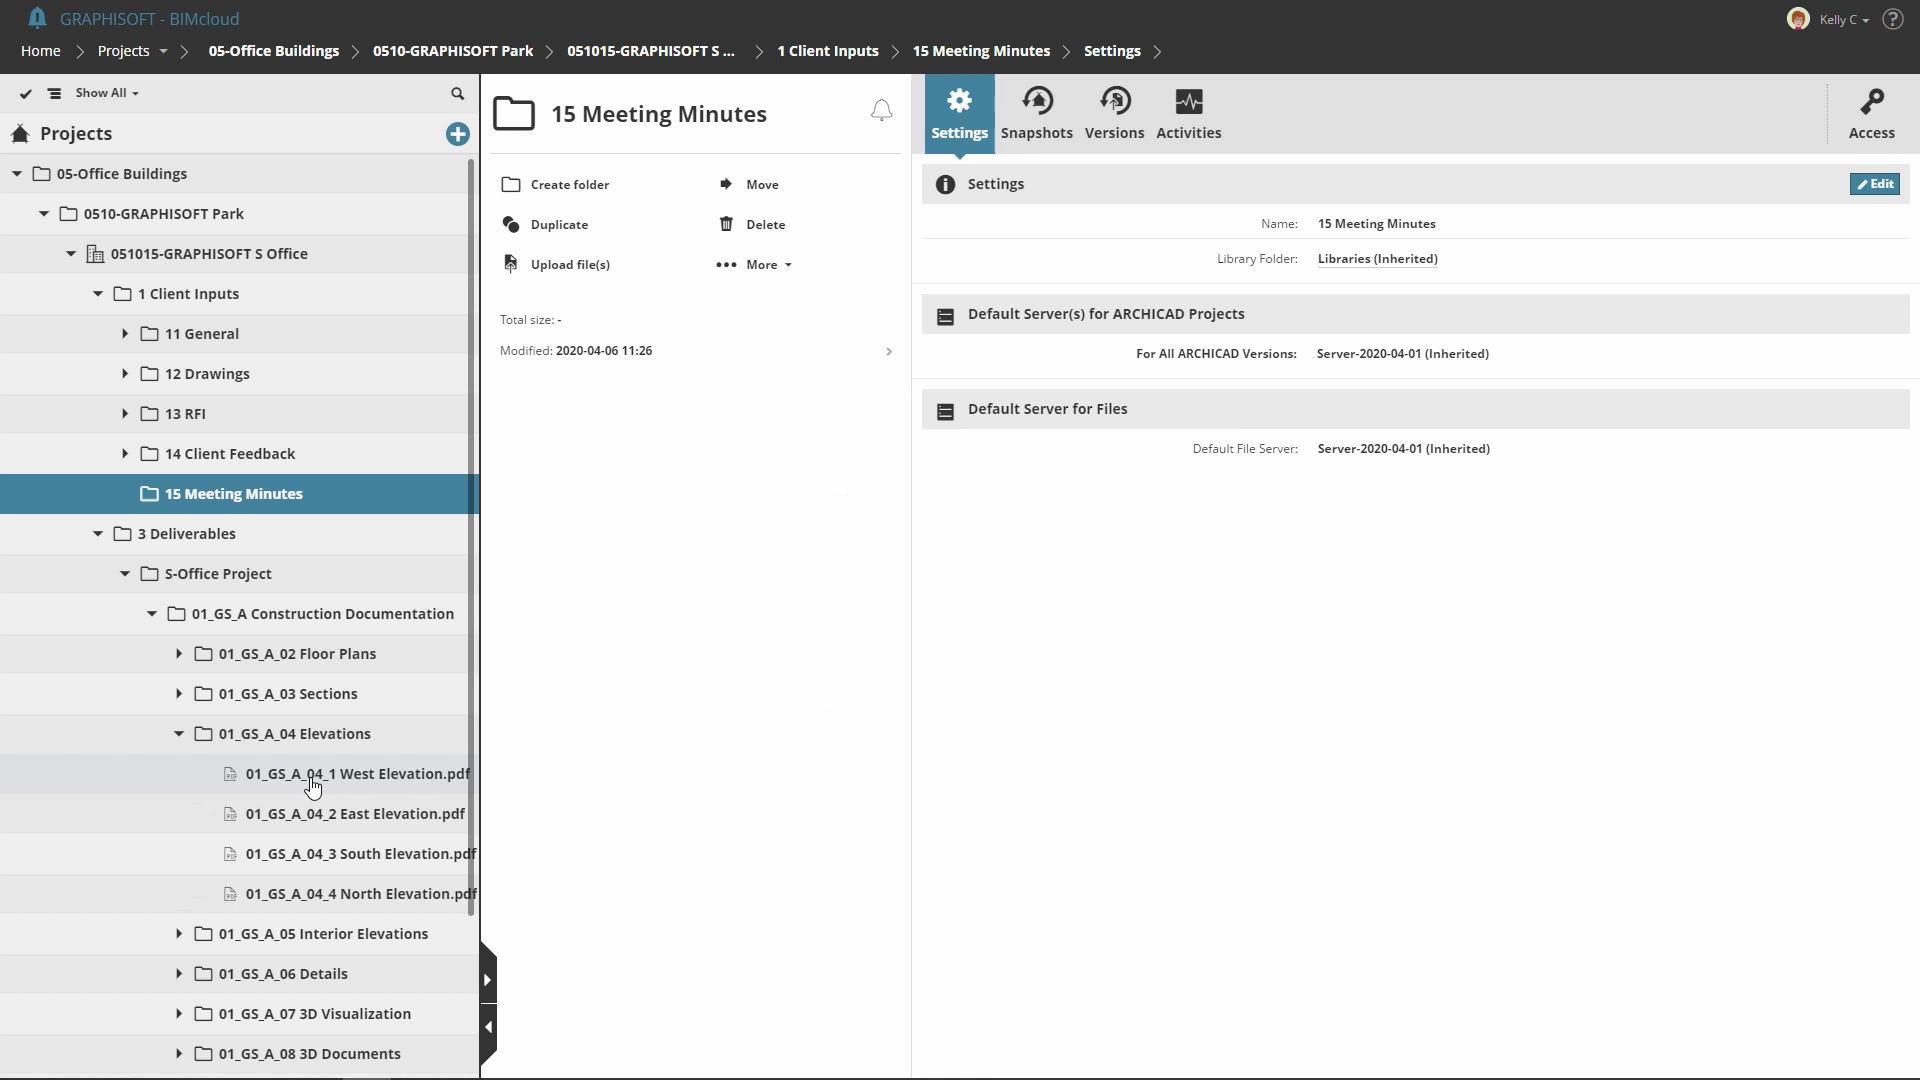 GRAPHISOFT - BIMcloud
Kelly C
?
Home
Projects
05-Office Buildings
0510-GRAPHISOFT Park
051015-GRAPHISOFT S ...
1 Client Inputs
15 Meeting Minutes
Settings
Show All
Projects
05-Office Buildings
0510-GRAPHISOFT Park
051015-GRAPHISOFT S Office
1 Client Inputs
11 General
12 Drawings
13 RFI
14 Client Feedback
15 Meeting Minutes
3 Deliverables
S-Office Project
01_GS_A Construction Documentation
01_GS_A_02 Floor Plans
01_GS_A_03 Sections
01_GS_A_04 Elevations
01_GS_A_04_1 West Elevation.pdf
01_GS_A_04_2 East Elevation.pdf
01_GS_A_04_3 South Elevation.pdf
01_GS_A_04_4 North Elevation.pdf
01_GS_A_05 Interior Elevations
01_GS_A_06 Details
01_GS_A_07 3D Visualization
01_GS_A_08 3D Documents
15 Meeting Minutes
Create folder
Move
Duplicate
Delete
Upload file(s)
More
Total size: -
Modified: 2020-04-06 11:26
Settings
Snapshots
Versions
Activities
Access
Settings
Edit
Name: 15 Meeting Minutes
Library Folder: Libraries (Inherited)
Default Server(s) for ARCHICAD Projects
For All ARCHICAD Versions: Server-2020-04-01 (Inherited)
Default Server for Files
Default File Server: Server-2020-04-01 (Inherited)